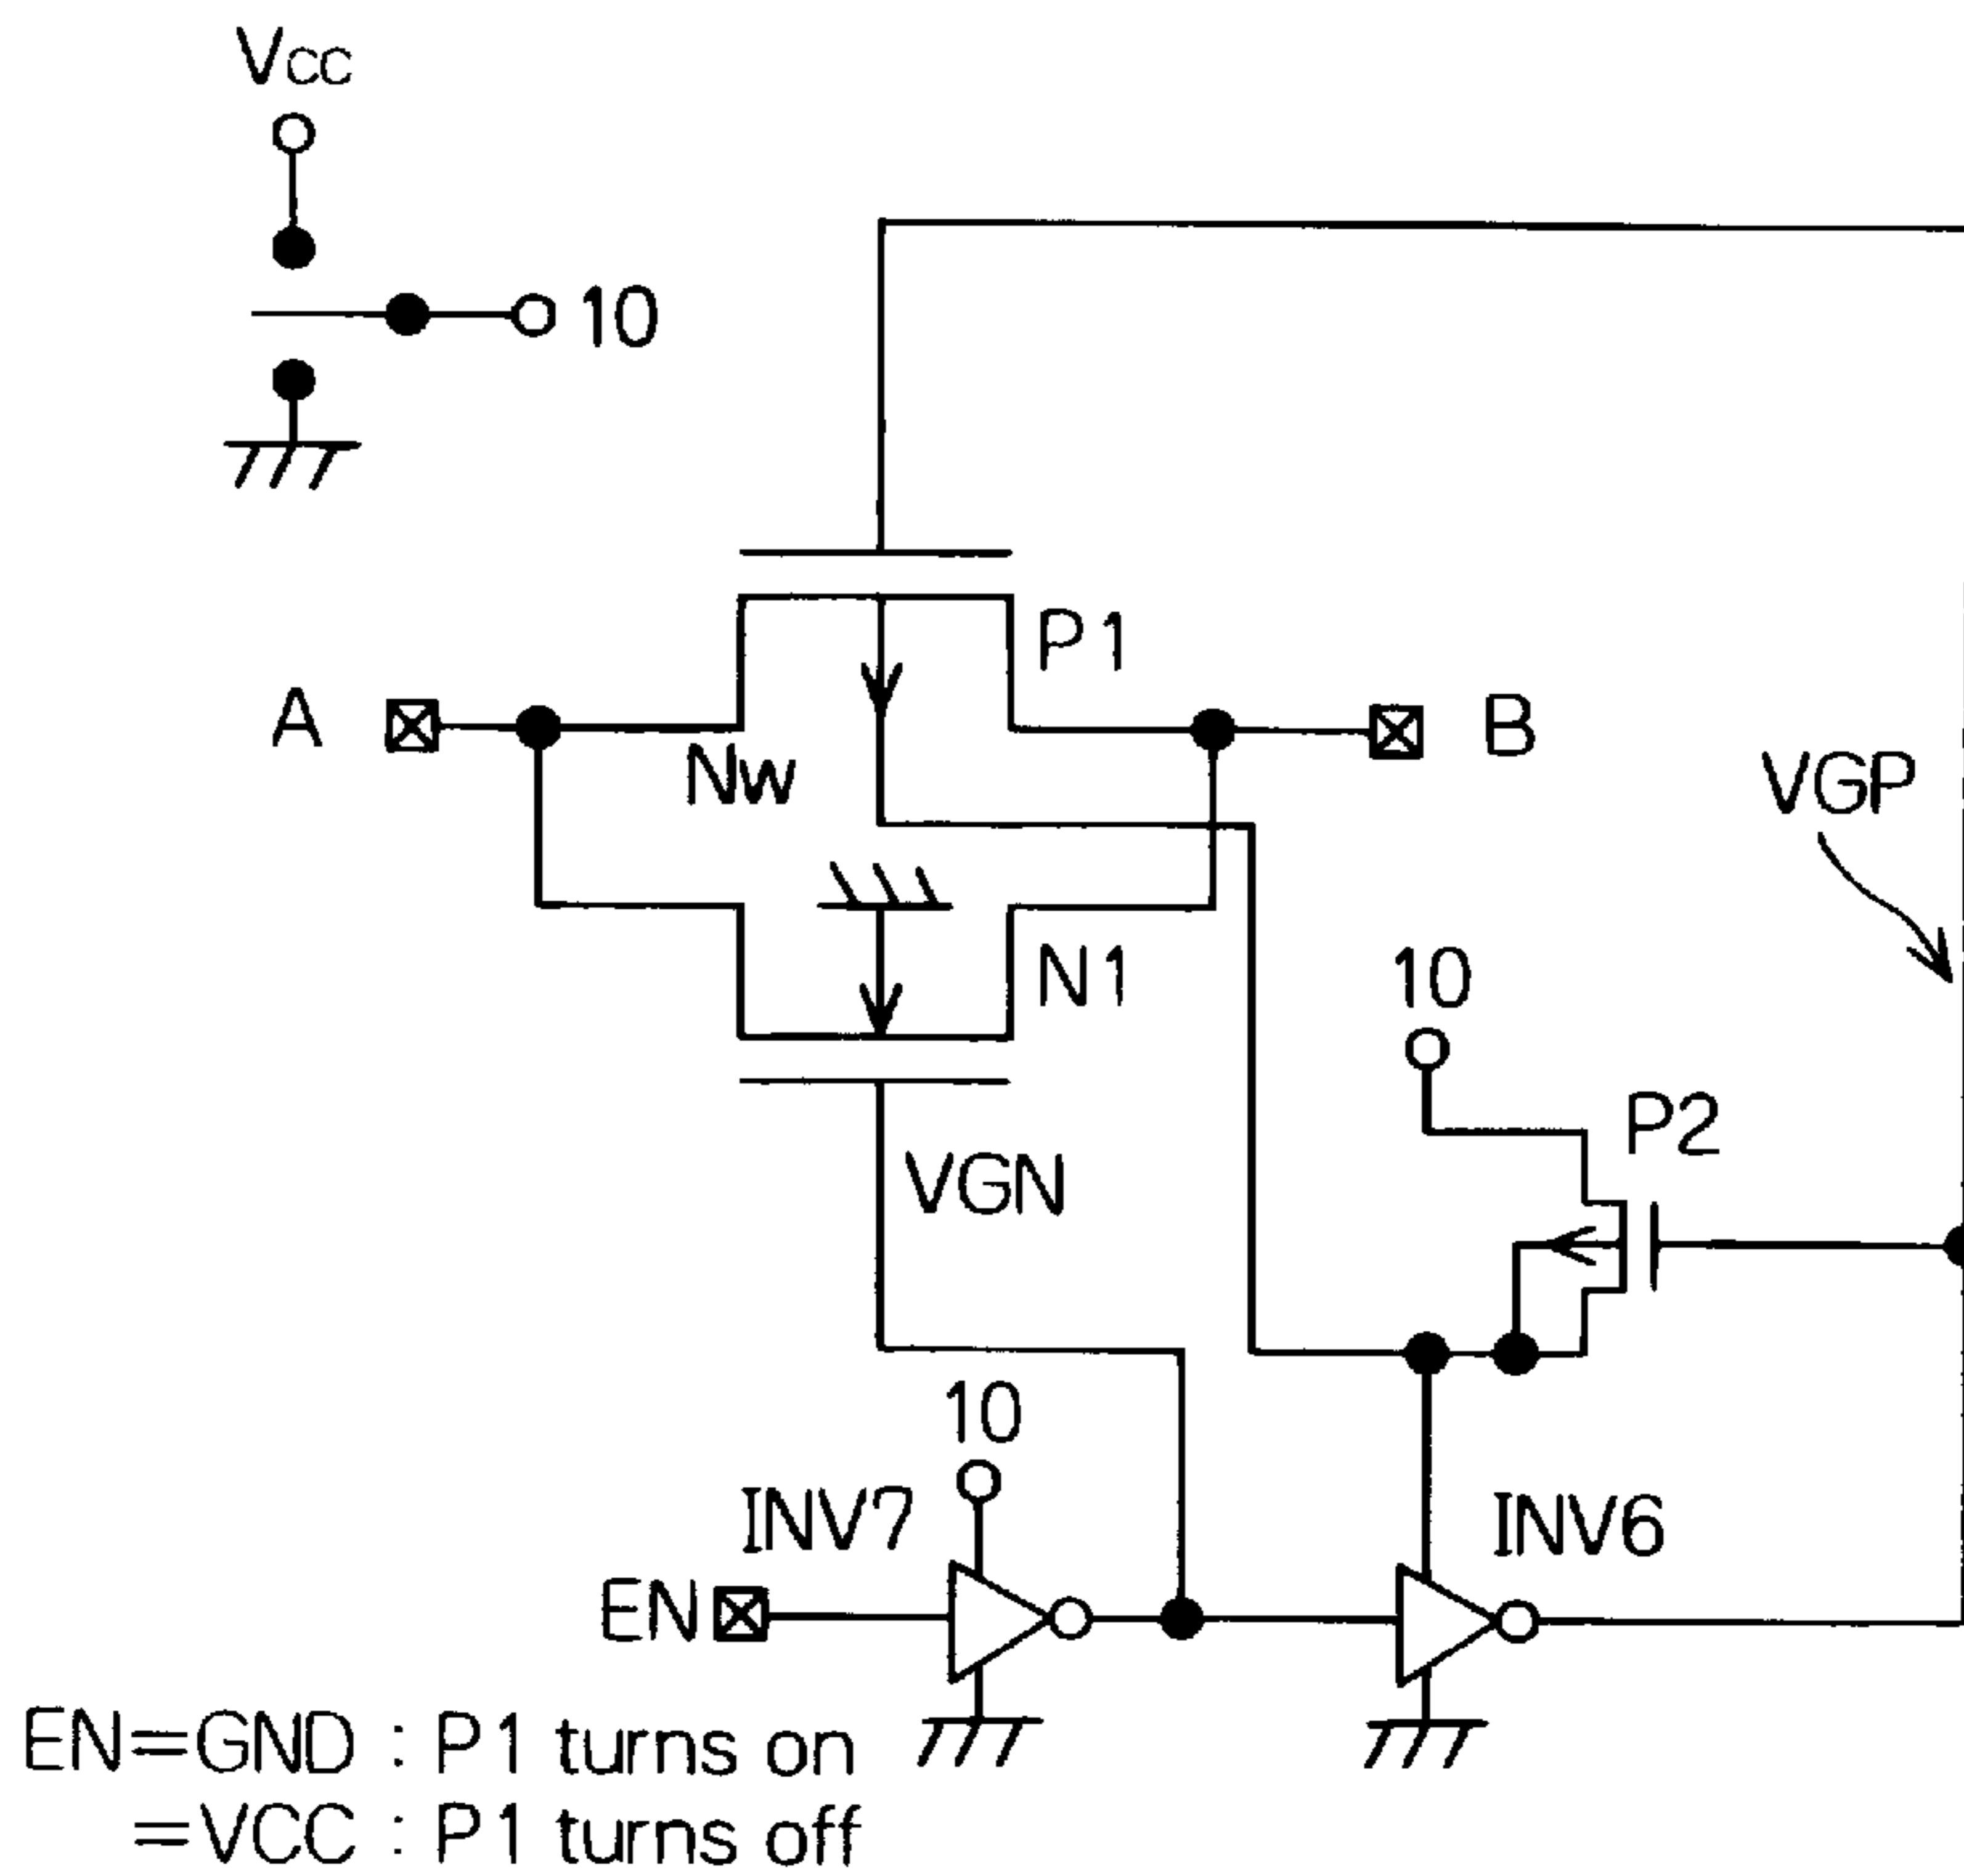 Vcc
10
P1
A
B
Nw
VGP
N1
10
P2
VGN
10
INV7
INV6
EN
EN=GND : P1 turns on
=VCC : P1 turns off